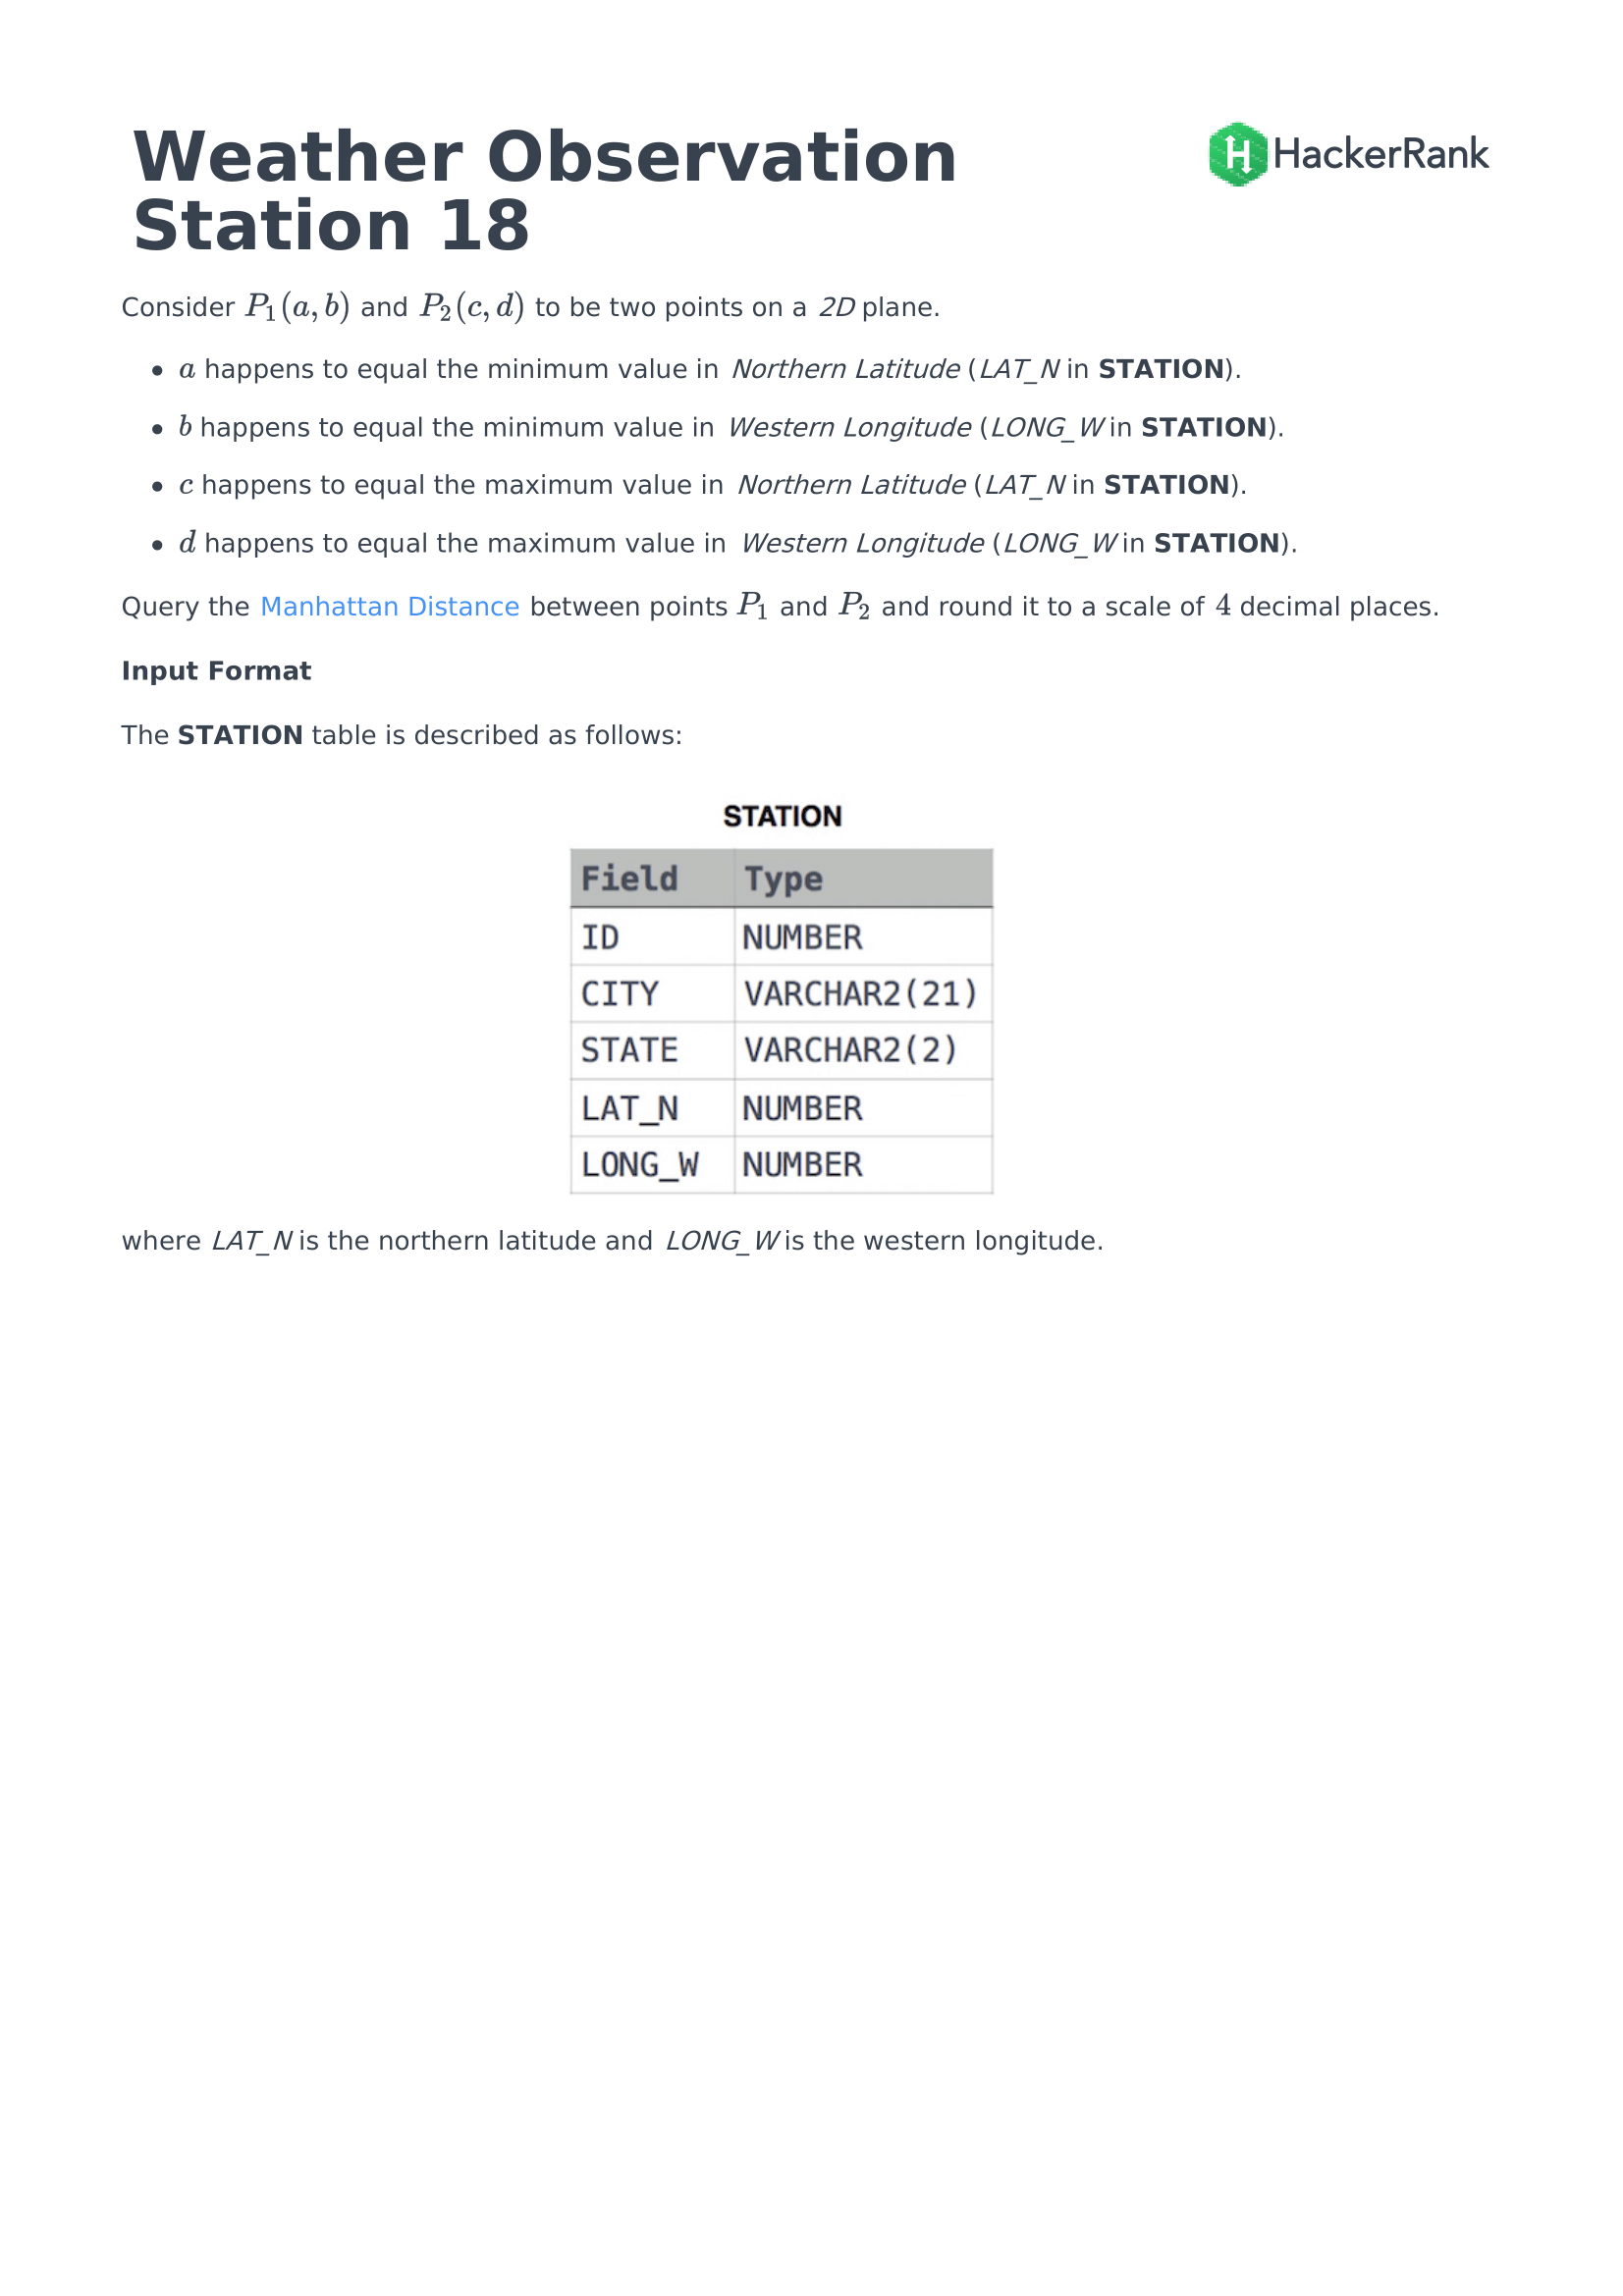 Weather Observation
Station 18
HackerRank
Consider P₁(a, b) and P₂(c, d) to be two points on a 2D plane.
• a happens to equal the minimum value in Northern Latitude (LAT_N in STATION).
• b happens to equal the minimum value in Western Longitude (LONG_W in STATION).
• c happens to equal the maximum value in Northern Latitude (LAT_N in STATION).
• d happens to equal the maximum value in Western Longitude (LONG_W in STATION).
Query the Manhattan Distance between points P₁ and P₂ and round it to a scale of 4 decimal places.
Input Format
The STATION table is described as follows:
STATION
Field Type
ID NUMBER
CITY VARCHAR2(21)
STATE VARCHAR2(2)
LAT_N NUMBER
LONG_W NUMBER
where LAT_N is the northern latitude and LONG_W is the western longitude.